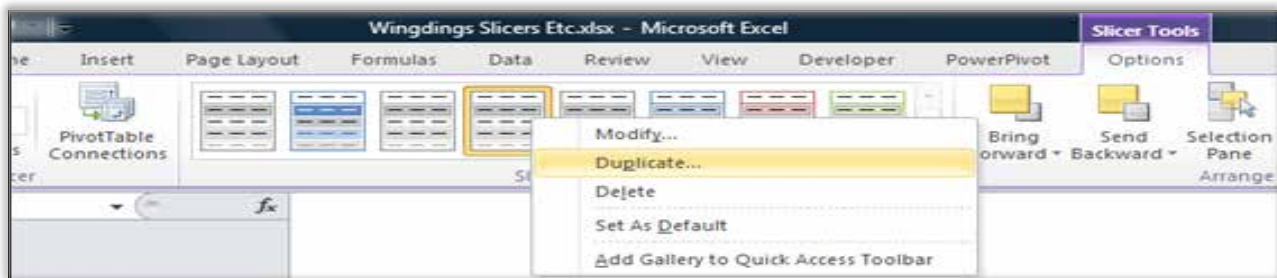 Wingdings Slicers Etc.xlsx - Microsoft Excel Slicer Tools
Insert Page Layout Formulas Data Review View Developer PowerPivot Options
PivotTable
Connections
Modify...
Duplicate...
Delete
Set As Default
Add Gallery to Quick Access Toolbar
Bring
orward
Send
Backward
Selection
Pane
Arrange
fx